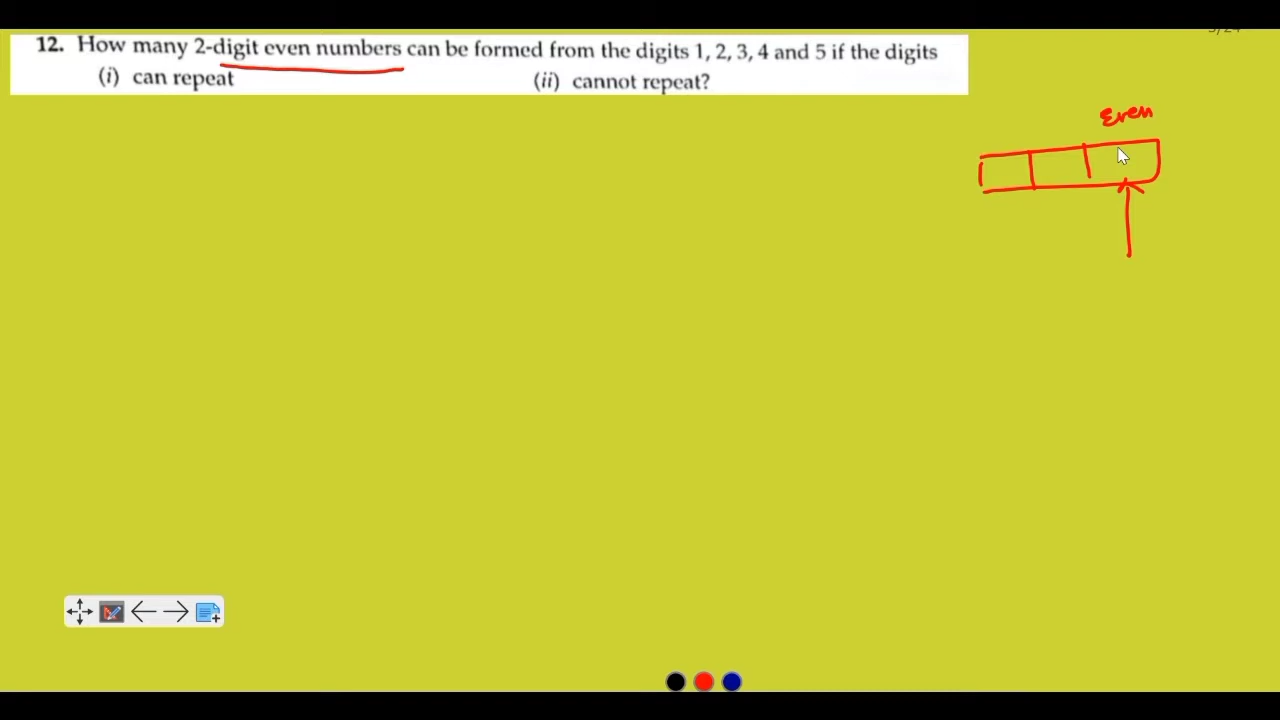 12. How many 2-digit even numbers can be formed from the digits 1, 2, 3, 4 and 5 if the digits
(i) can repeat (ii) cannot repeat?
Even